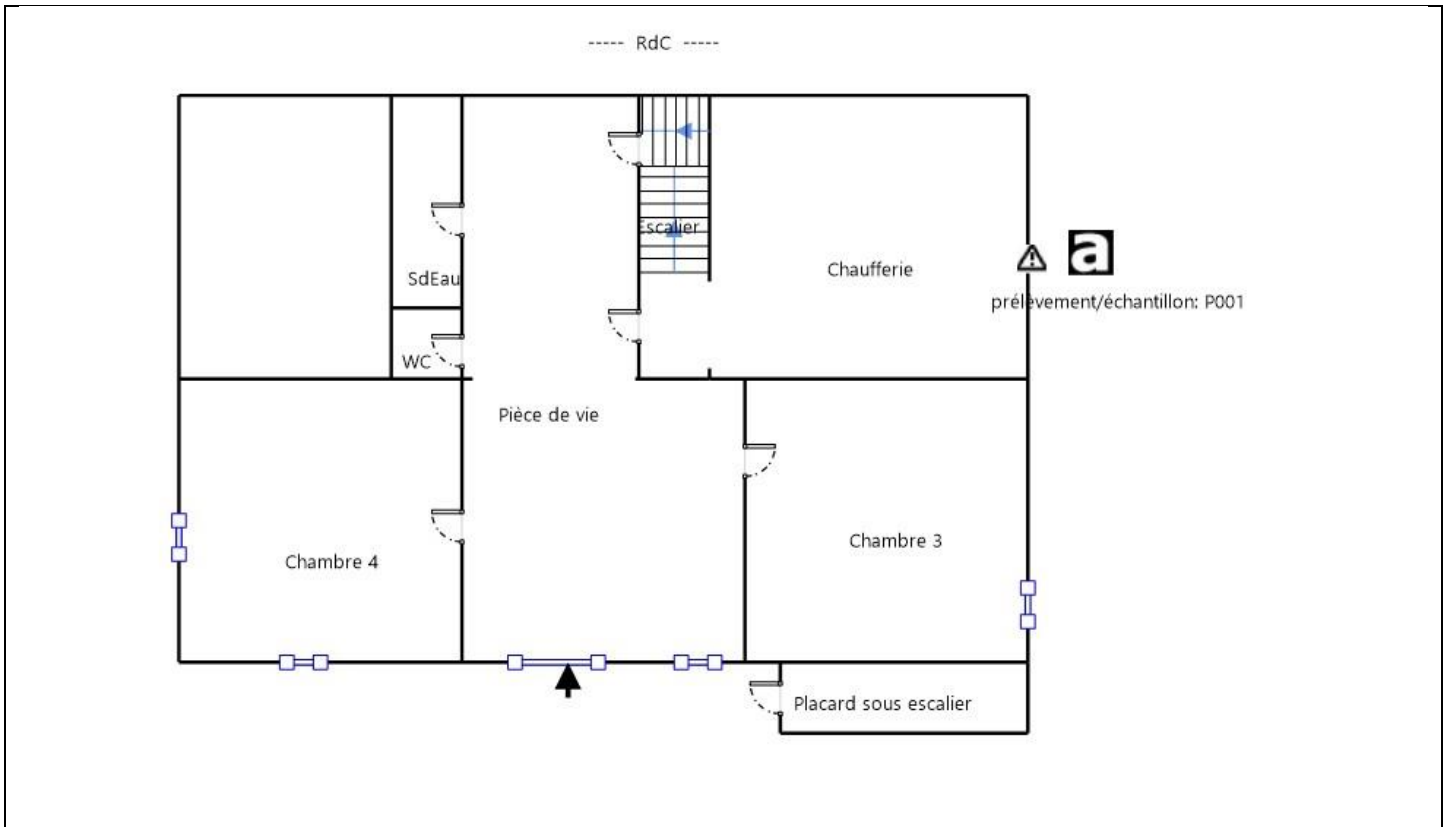 ----- RdC -----
Escalier
Chaufferie
a
SdEau
prélèvement/échantillon: P001
WC
Pièce de vie
Chambre 3
Chambre 4
Placard sous escalier